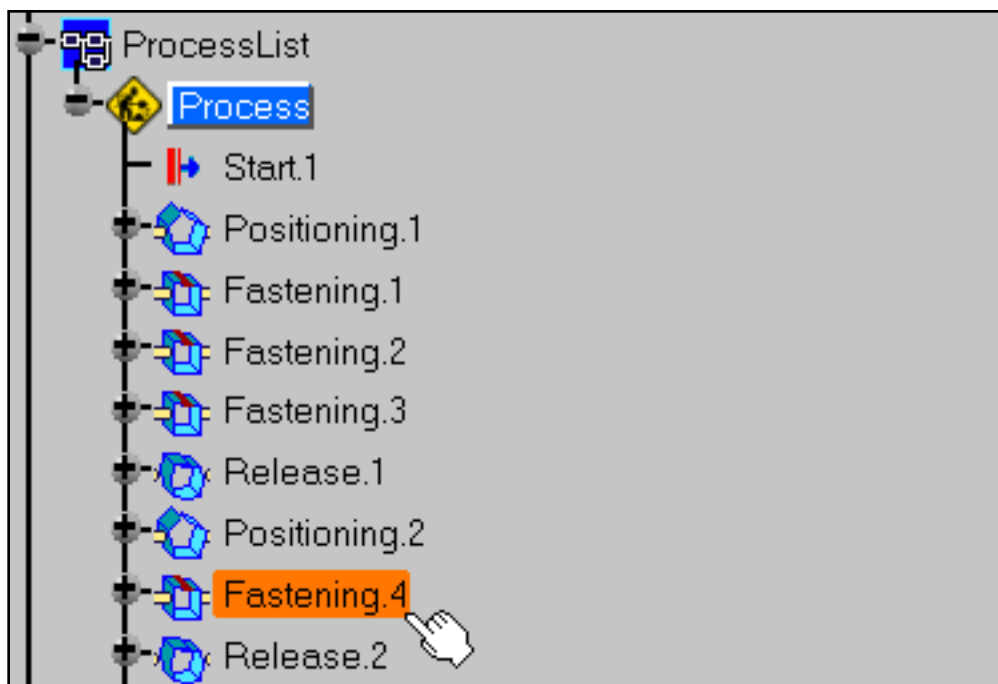 ProcessList
Process
Start.1
Positioning.1
Fastening.1
Fastening.2
Fastening.3
Release.1
Positioning.2
Fastening.4
Release.2